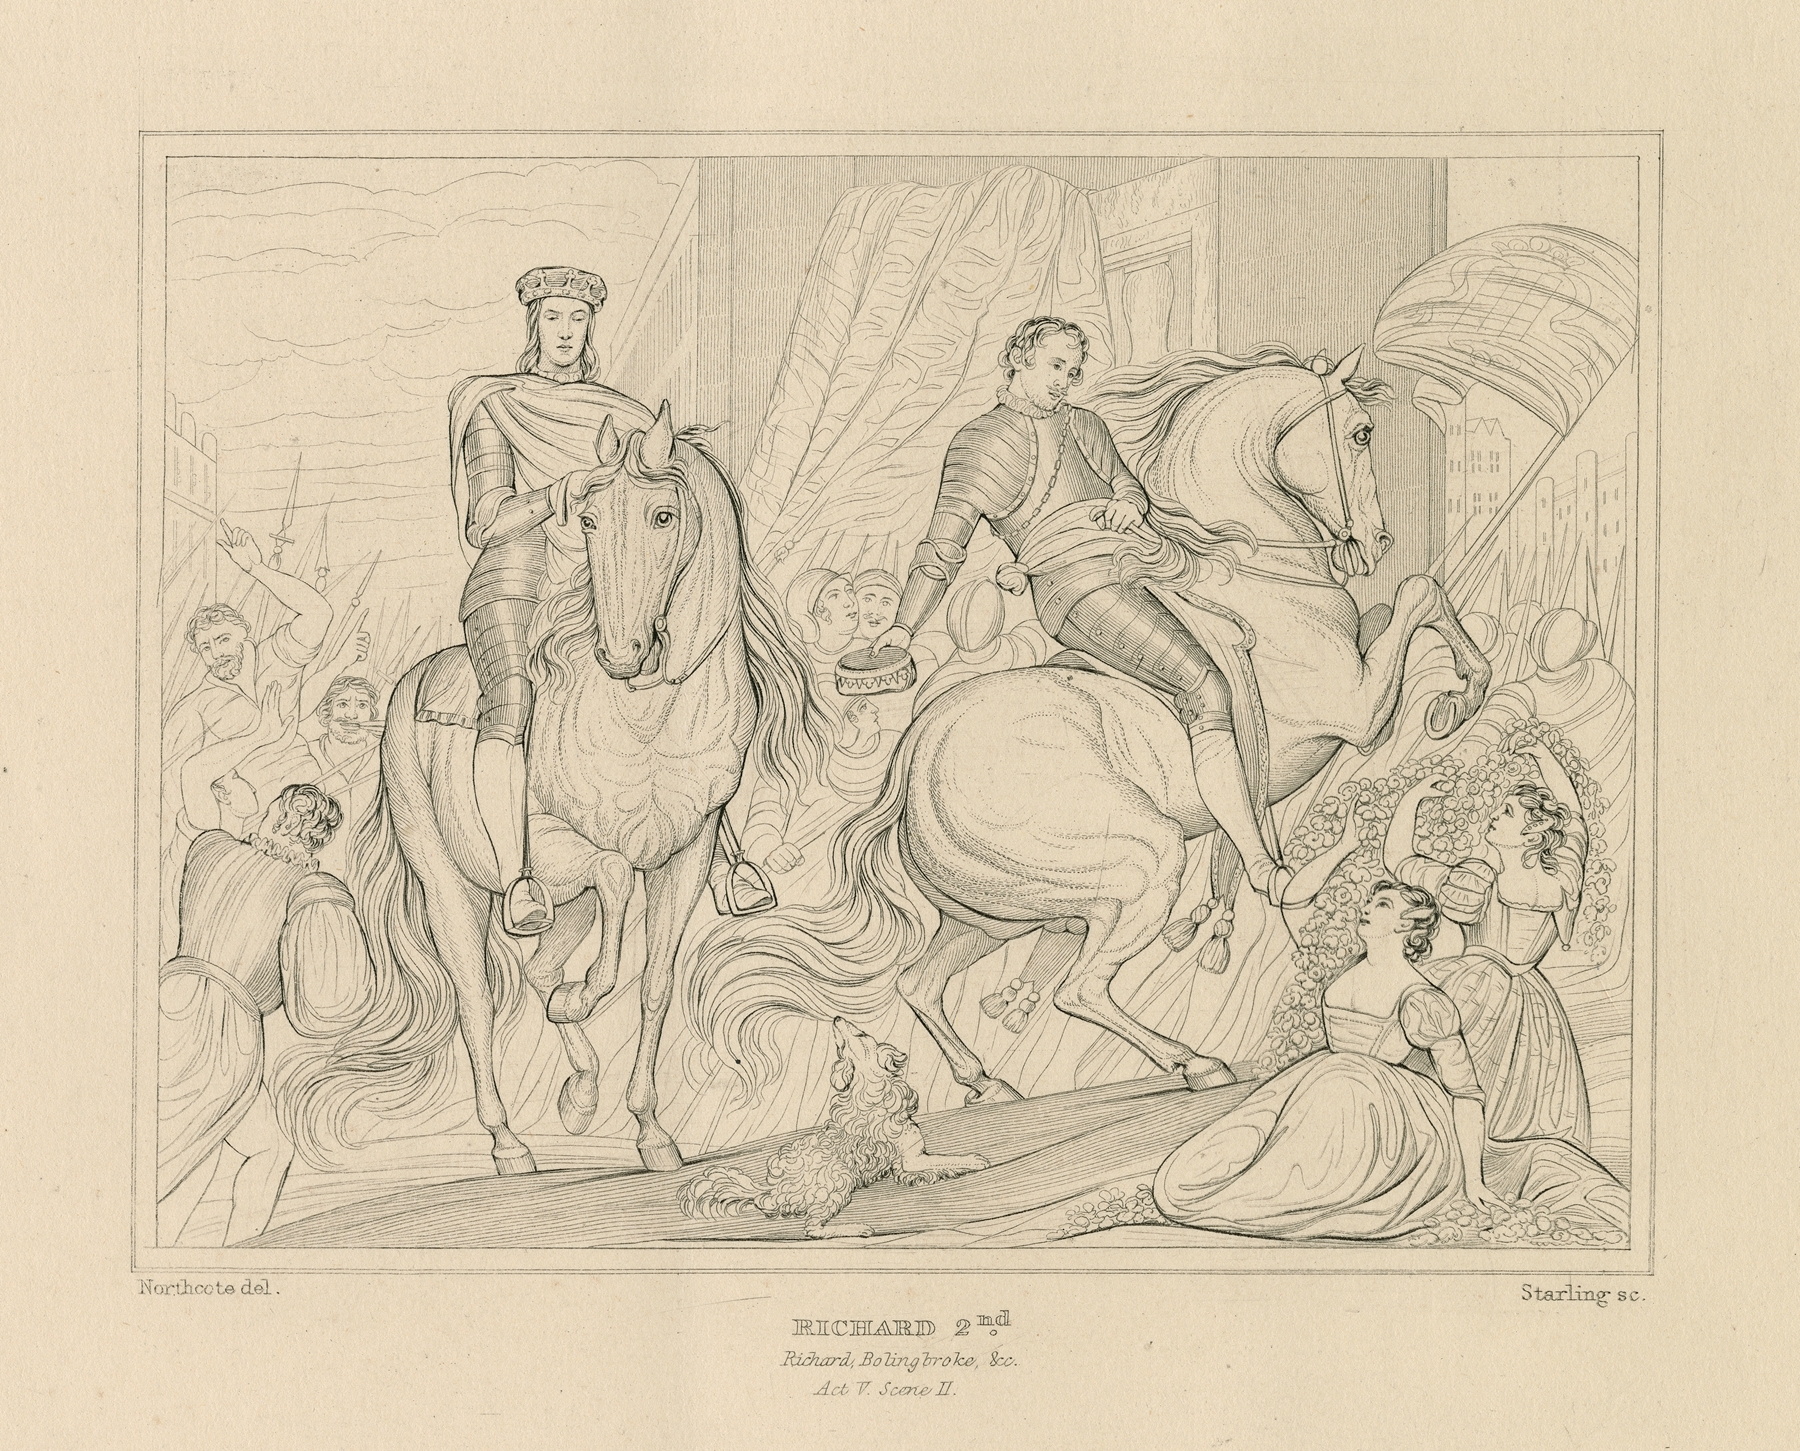 Northcote del.
Starling sc.
RICHARD 2nd.
Richard, Bolingbroke, &c.
Act V. Scene II.